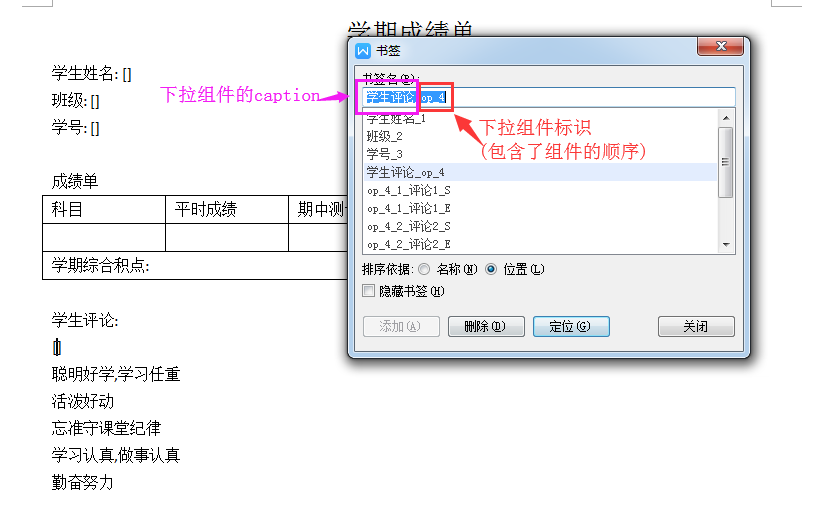 学期成绩单
学生姓名: []
班级: []
学号: []
成绩单
科目 平时成绩 期中测
学期综合积点:
学生评论:
[]
聪明好学,学习任重
活泼好动
忘准守课堂纪律
学习认真,做事认真
勤奋努力
下拉组件的caption
书签
书签名(R):
学生评论_op_4
学生姓名_1
班级_2
学号_3
学生评论_op_4
op_4_1_评论1_S
op_4_1_评论1_E
op_4_2_评论2_S
op_4_2_评论2_E
下拉组件标识
(包含了组件的顺序)
排序依据: 名称(N) 位置(L)
隐藏书签(H)
添加(A) 删除(D) 定位(G) 关闭